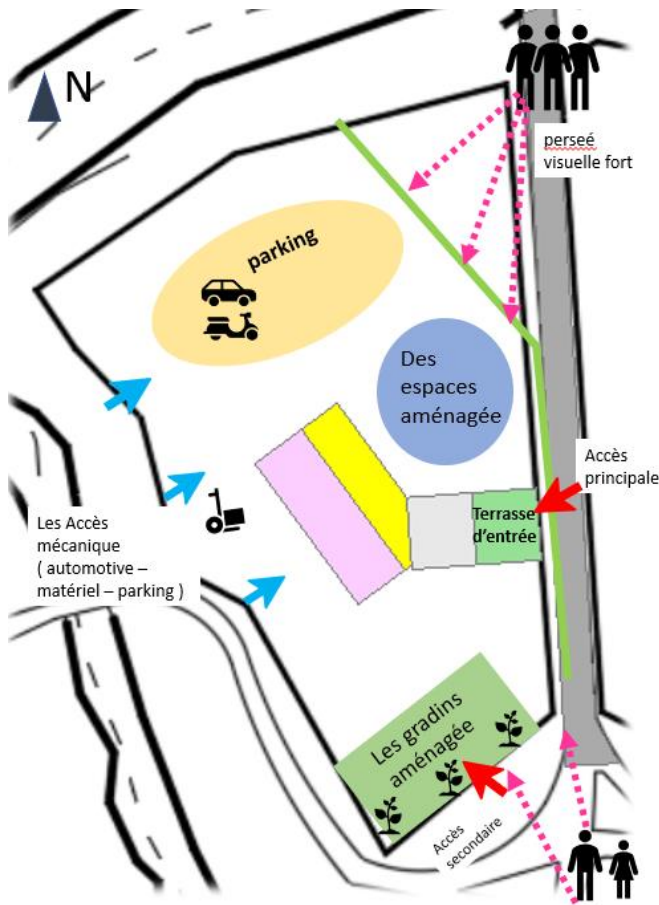 N
perseé
visuelle fort
parking
Des
espaces
aménagée
Accès
principale
Terrasse
d'entrée
Les Accès
mécanique
( automotive –
matériel – parking )
Les gradins
aménagée
Accès
secondaire